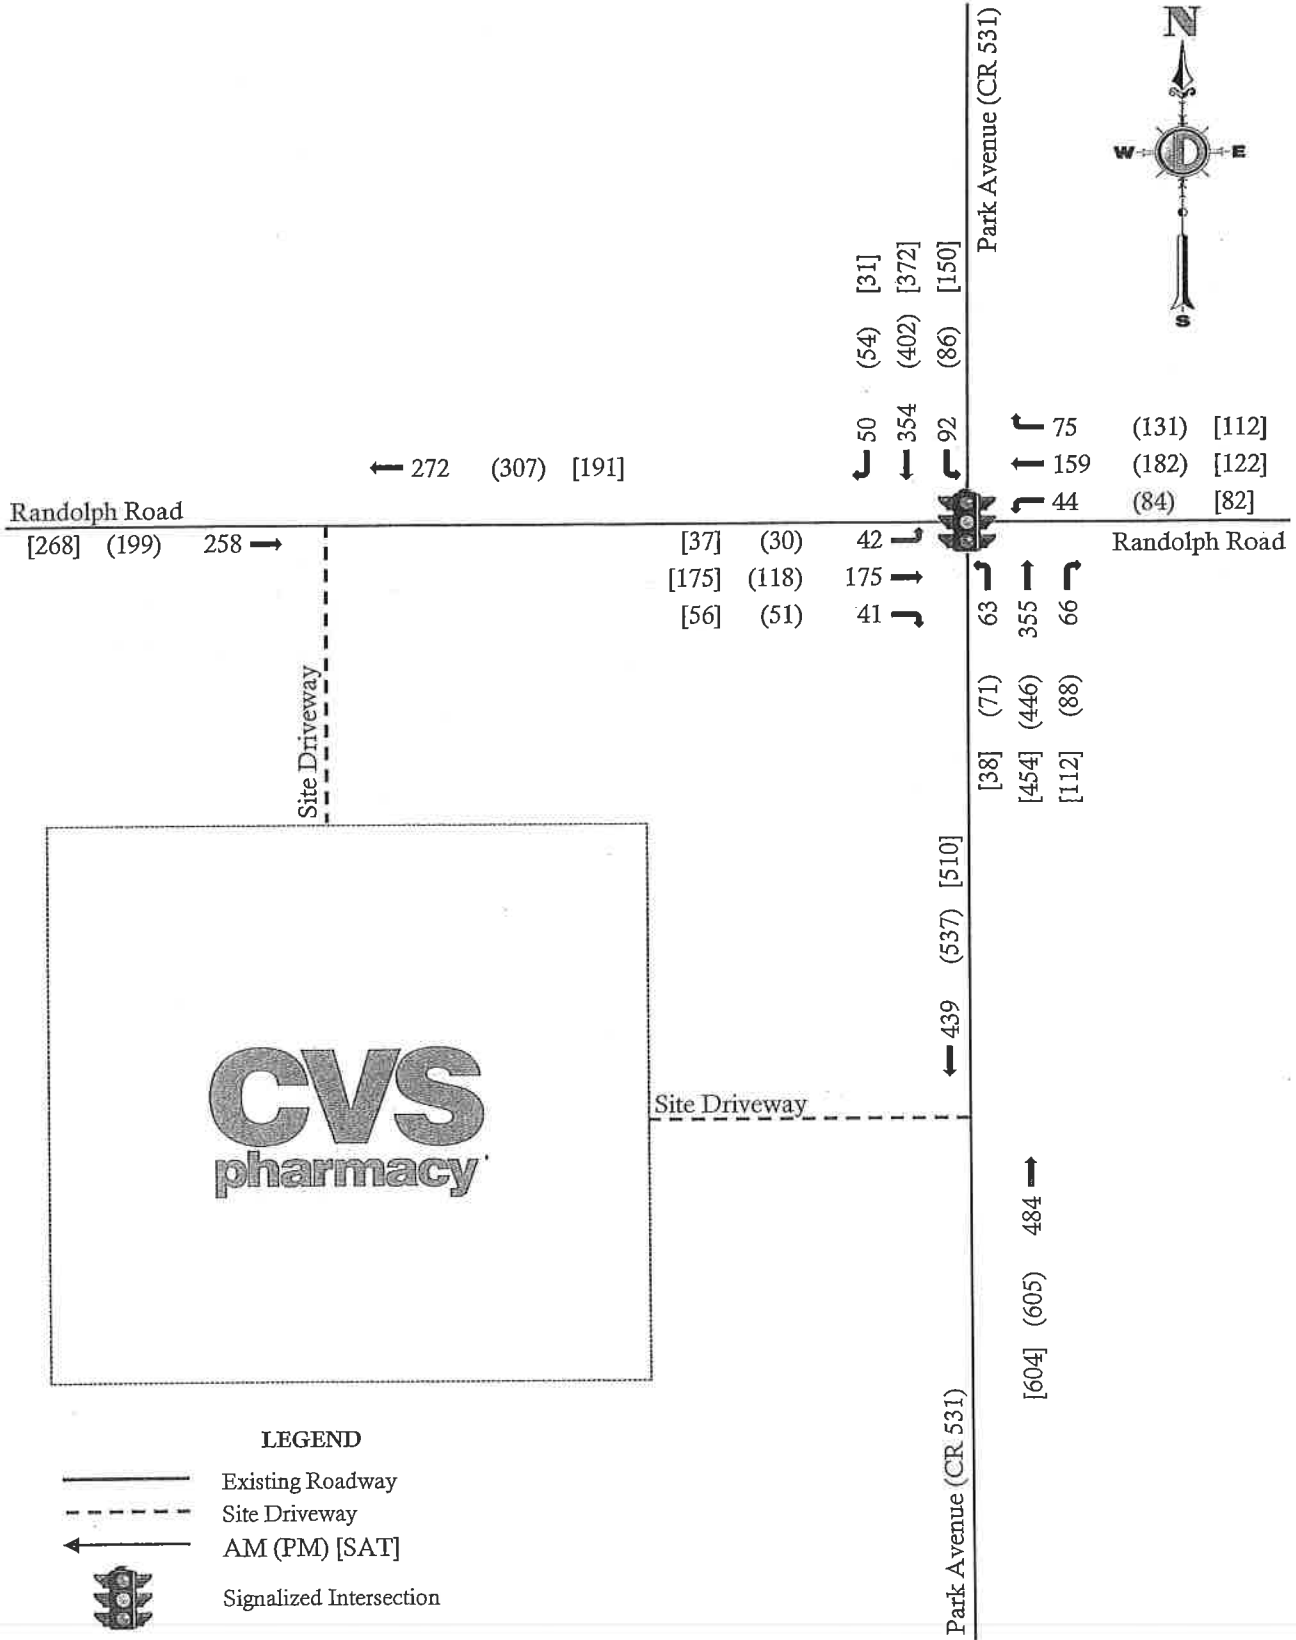 N
W
D
E
S
Park Avenue (CR 531)
50 (54) [31]
354 (402) [372]
92 (86) [150]
75 (131) [112]
159 (182) [122]
44 (84) [82]
272 (307) [191]
Randolph Road
[268] (199) 258
[37] (30) 42
[175] (118) 175
[56] (51) 41
Randolph Road
[38] (71) 63
[454] (446) 355
[112] (88) 66
Site Driveway
439 (537) [510]
CVS
pharmacy
Site Driveway
[604] (605) 484
Park Avenue (CR 531)
LEGEND
Existing Roadway
Site Driveway
AM (PM) [SAT]
Signalized Intersection